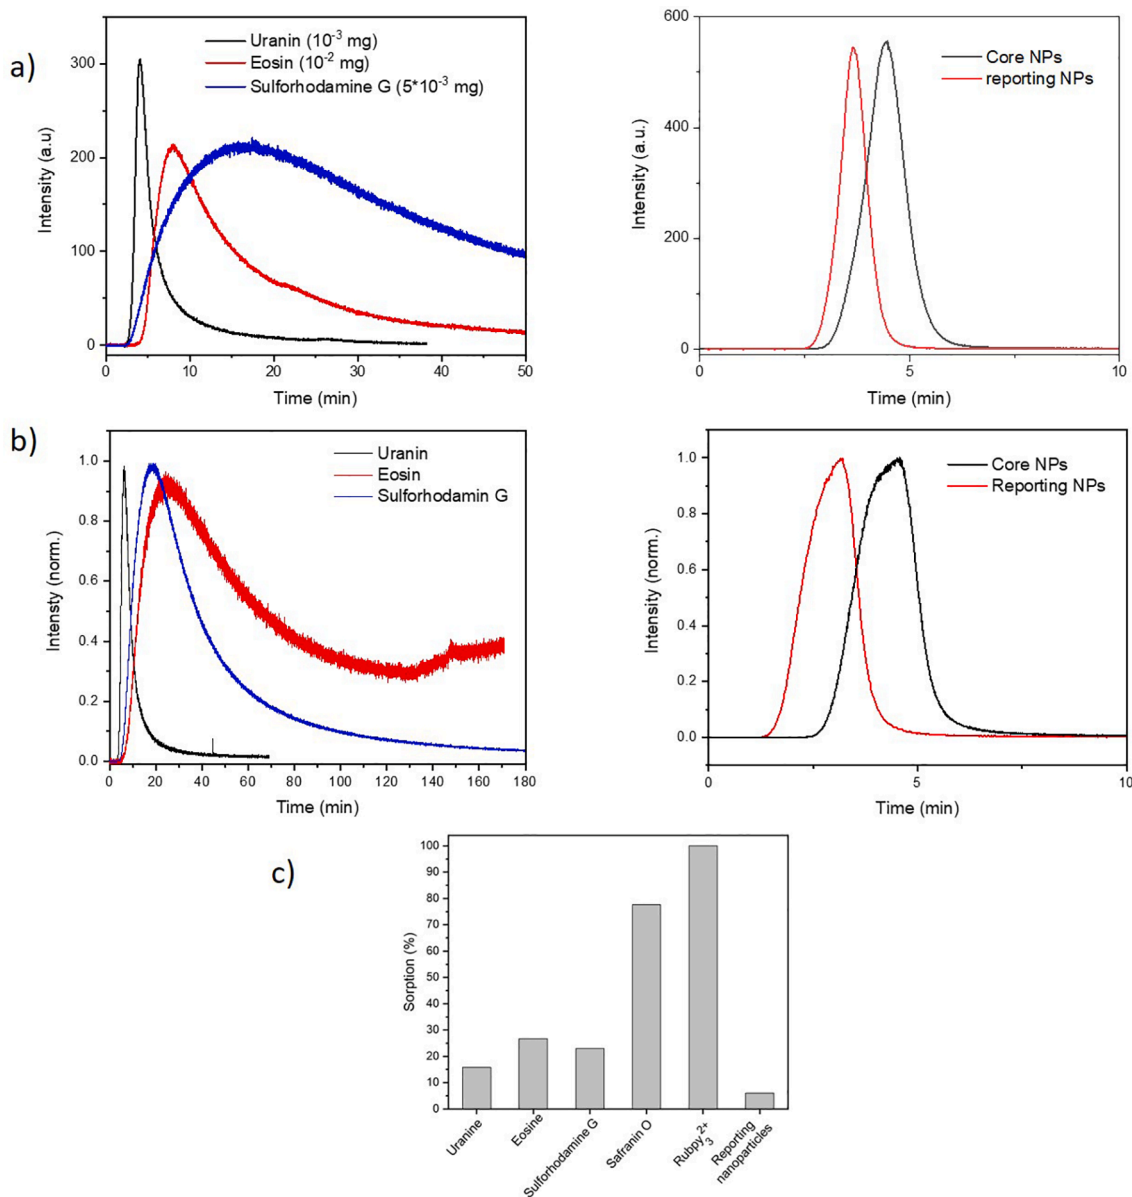 a)
Uranin (10⁻³ mg)
Eosin (10⁻² mg)
Sulforhodamine G (5*10⁻³ mg)
300
200
100
0
Intensity (a.u)
0 10 20 30 40 50
Time (min)
Core NPs
reporting NPs
600
400
200
0
Intensity (a.u.)
0 5 10
Time (min)
b)
Uranin
Eosin
Sulforhodamin G
1.0
0.8
0.6
0.4
0.2
0.0
Intensty (norm.)
0 20 40 60 80 100 120 140 160 180
Time (min)
Core NPs
Reporting NPs
1.0
0.8
0.6
0.4
0.2
0.0
Intensity (norm.)
0 5 10
Time (min)
c)
100
90
80
70
60
50
40
30
20
10
0
Sorption (%)
Uranine
Eosine
Sulforhodamine G
Safranin O
Rubpy₃²⁺
Reporting
nanoparticles